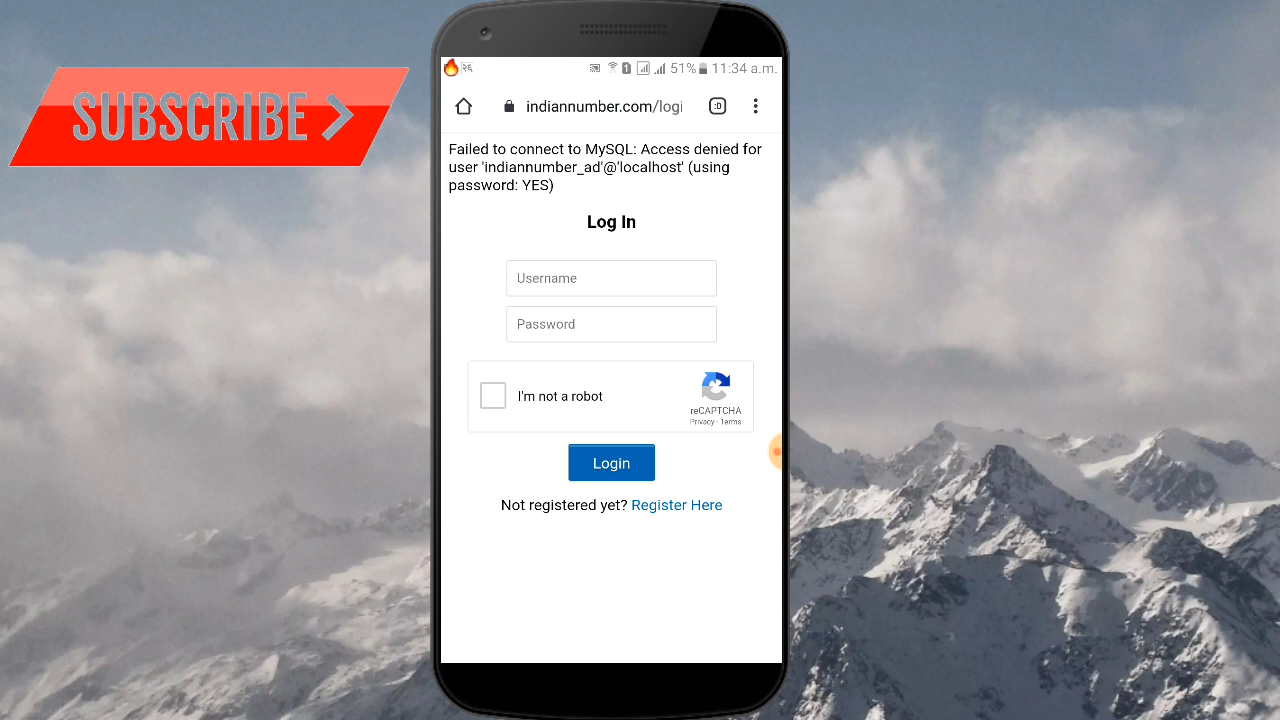 SUBSCRIBE
51% 11:34 a.m.
indiannumber.com/logi
:D
Failed to connect to MySQL: Access denied for
user 'indiannumber_ad'@'localhost' (using
password: YES)
Log In
Username
Password
I'm not a robot
reCAPTCHA
Privacy - Terms
Login
Not registered yet? Register Here